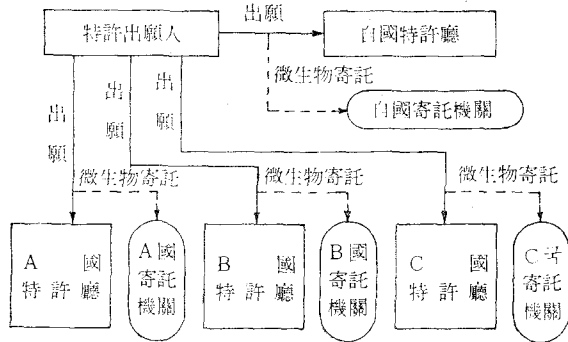 出願
特許出願人
自國特許廳
微生物寄託
自國寄託機關
出願
出願
出願
微生物寄託
微生物寄託
微生物寄託
A 國
特許廳
A國
寄託
機關
B 國
特許廳
B國
寄託
機關
C 國
特許廳
C국
寄託
機關